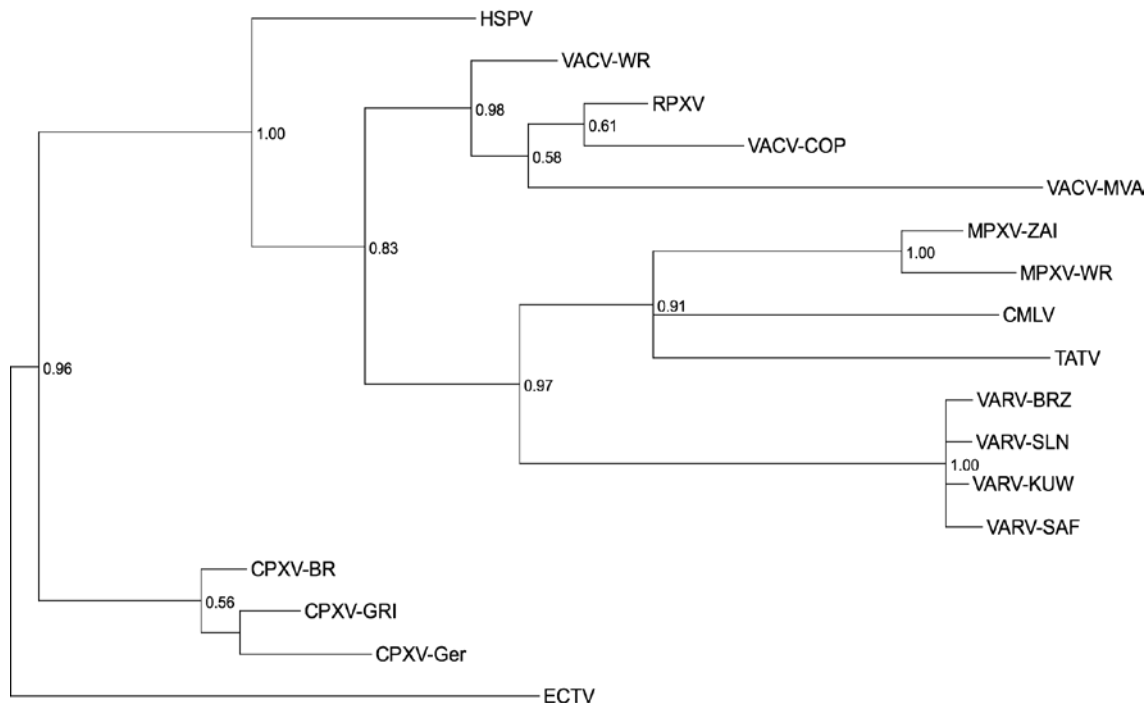 HSPV
VACV-WR
RPXV
0.98
0.61
1.00
VACV-COP
0.58
VACV-MVA
MPXV-ZAI
0.83
1.00
MPXV-WR
0.91
CMLV
TATV
0.96
0.97
VARV-BRZ
VARV-SLN
1.00
VARV-KUW
VARV-SAF
CPXV-BR
0.56
CPXV-GRI
CPXV-Ger
ECTV